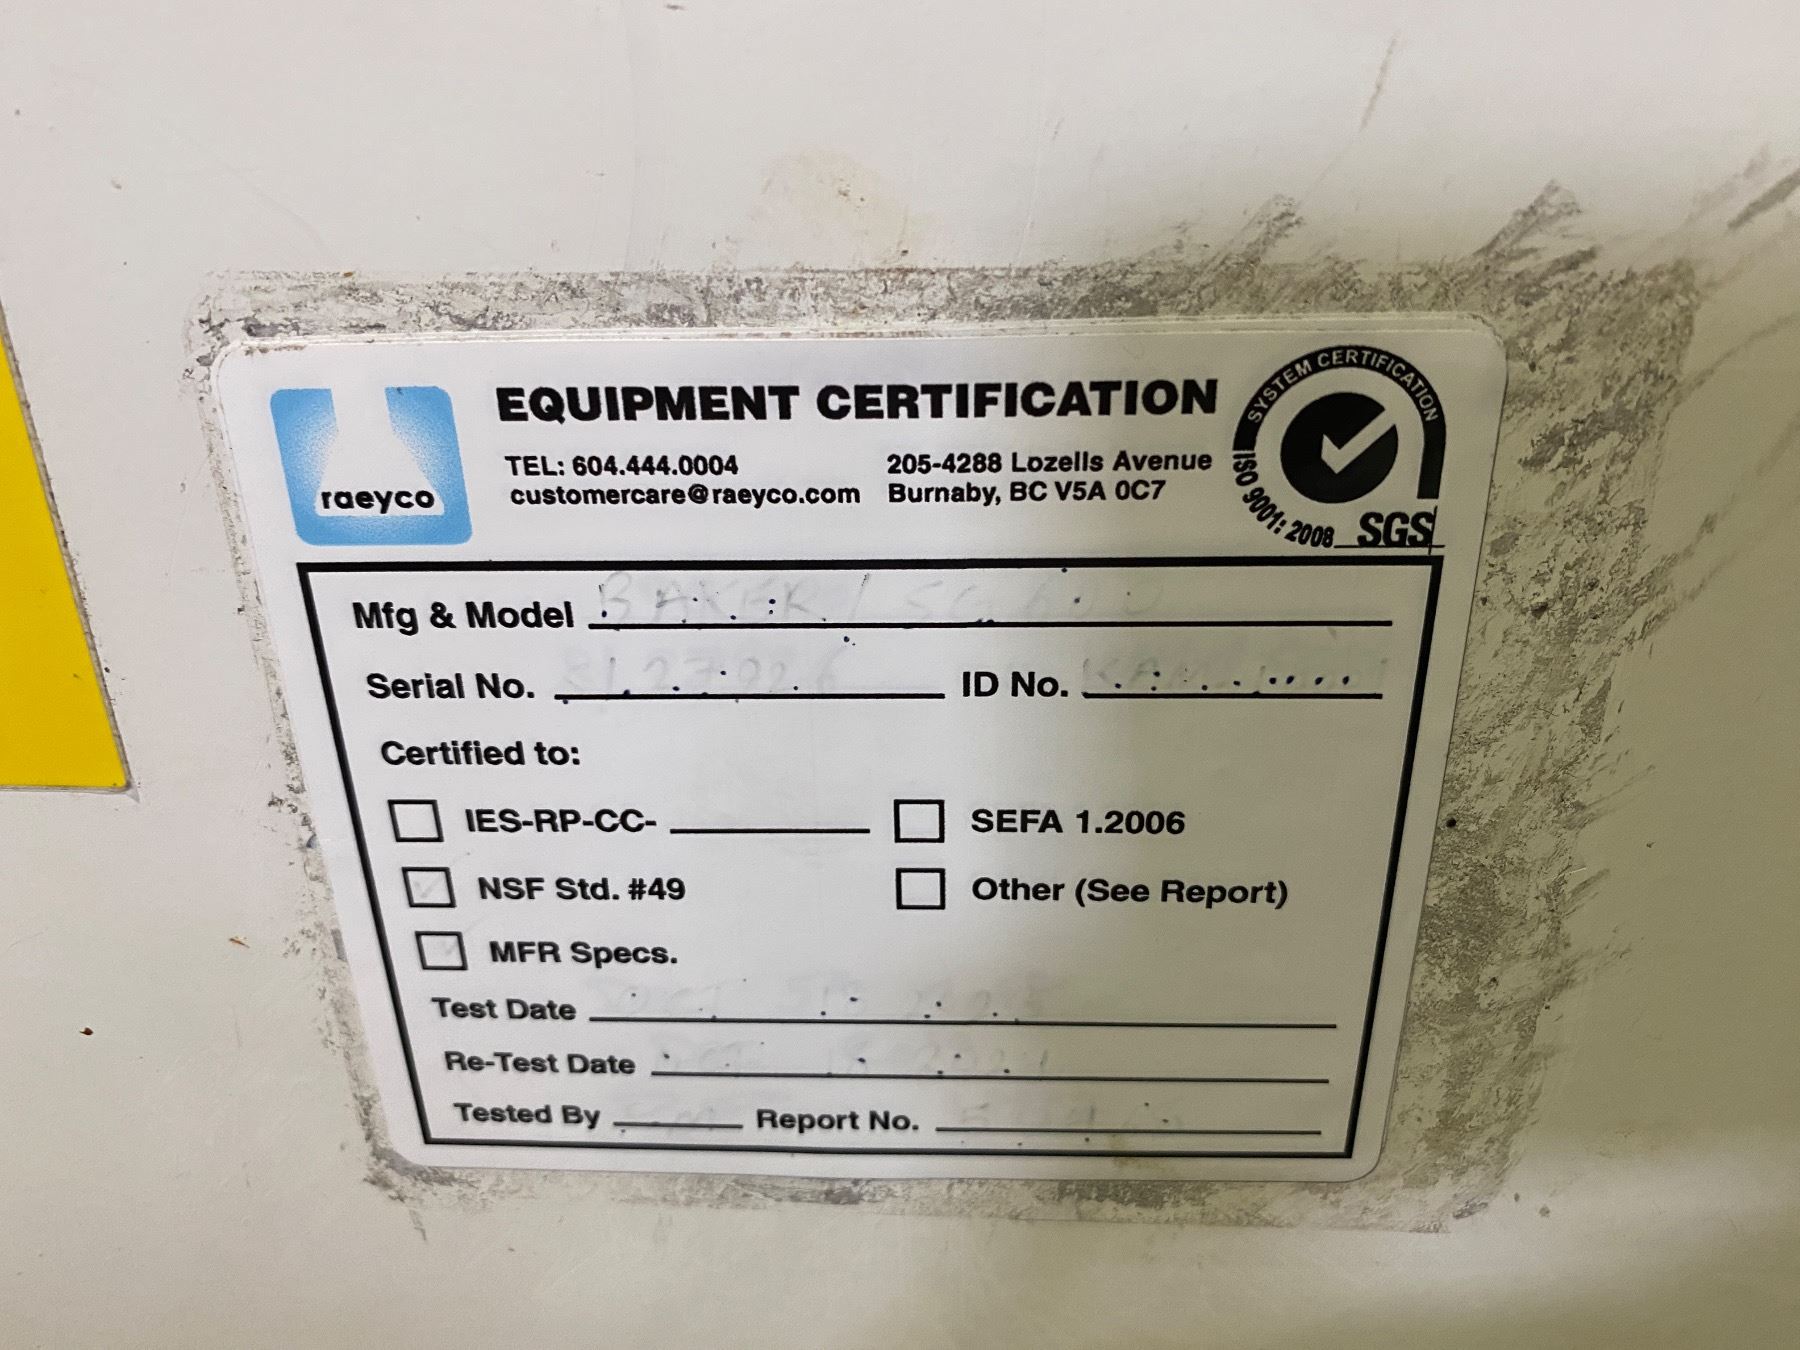 raeyco
EQUIPMENT CERTIFICATION
TEL: 604.444.0004
customercare@raeyco.com
205-4288 Lozells Avenue
Burnaby, BC V5A 0C7
SYSTEM CERTIFICATION
ISO 9001:2008 SGS
Mfg & Model BAKER /
Serial No. ID No.
Certified to:
IES-RP-CC-
SEFA 1.2006
NSF Std. #49
Other (See Report)
MFR Specs.
Test Date
Re-Test Date
Tested By Report No.